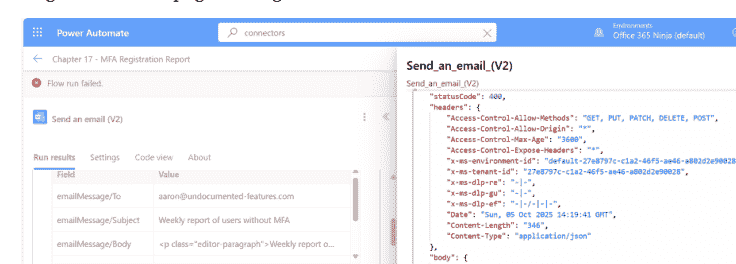 Power Automate
connectors
Environments
Office 365 Ninja (default)
Chapter 17 - MFA Registration Report
Flow run failed.
Send an email (V2)
Run results Settings Code view About
Field Value
emailMessage/To aaron@undocumented-features.com
emailMessage/Subject Weekly report of users without MFA
emailMessage/Body <p class="editor-paragraph">Weekly report o...
Send_an_email_(V2)
Send_an_email_(V2)
"statusCode": 400,
"headers": {
"Access-Control-Allow-Methods": "GET, PUT, PATCH, DELETE, POST",
"Access-Control-Allow-Origin": "*",
"Access-Control-Max-Age": "3600",
"Access-Control-Expose-Headers": "*",
"x-ms-environment-id": "default-27e8797c-c1a2-46f5-ae46-a802d2e90028
"x-ms-tenant-id": "27e8797c-c1a2-46f5-ae46-a802d2e90028",
"x-ms-dlp-re": "-|-",
"x-ms-dlp-gu": "-|-",
"x-ms-dlp-ef": "-|-/-|-|-",
"Date": "Sun, 05 Oct 2025 14:19:41 GMT",
"Content-Length": "346",
"Content-Type": "application/json"
},
"body": {